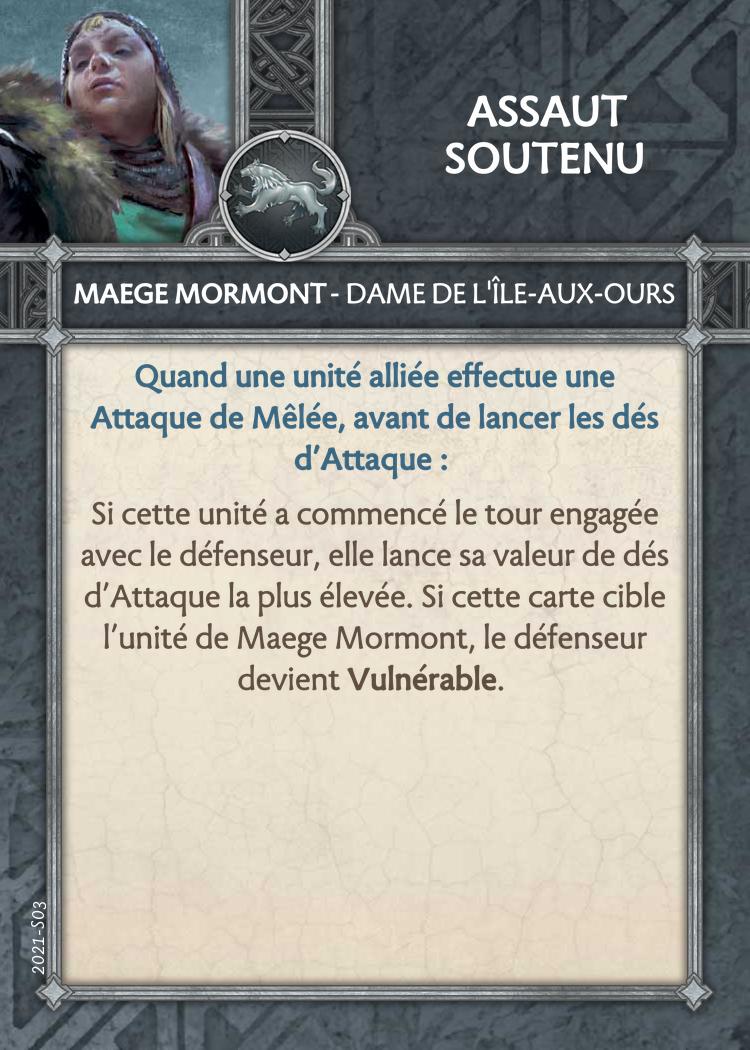 ASSAUT
SOUTENU
MAEGE MORMONT - DAME DE L'ÎLE-AUX-OURS
Quand une unité alliée effectue une
Attaque de Mêlée, avant de lancer les dés
d’Attaque :
Si cette unité a commencé le tour engagée
avec le défenseur, elle lance sa valeur de dés
d’Attaque la plus élevée. Si cette carte cible
l’unité de Maege Mormont, le défenseur
devient Vulnérable.
2021-S03